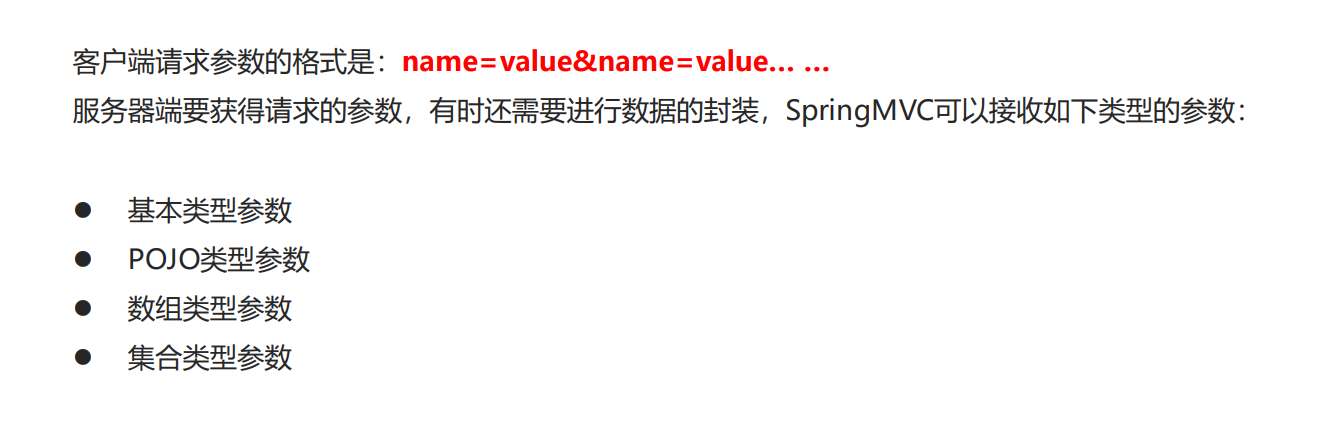 客户端请求参数的格式是：name=value&name=value... ...
服务器端要获得请求的参数，有时还需要进行数据的封装，SpringMVC可以接收如下类型的参数：
● 基本类型参数
● POJO类型参数
● 数组类型参数
● 集合类型参数